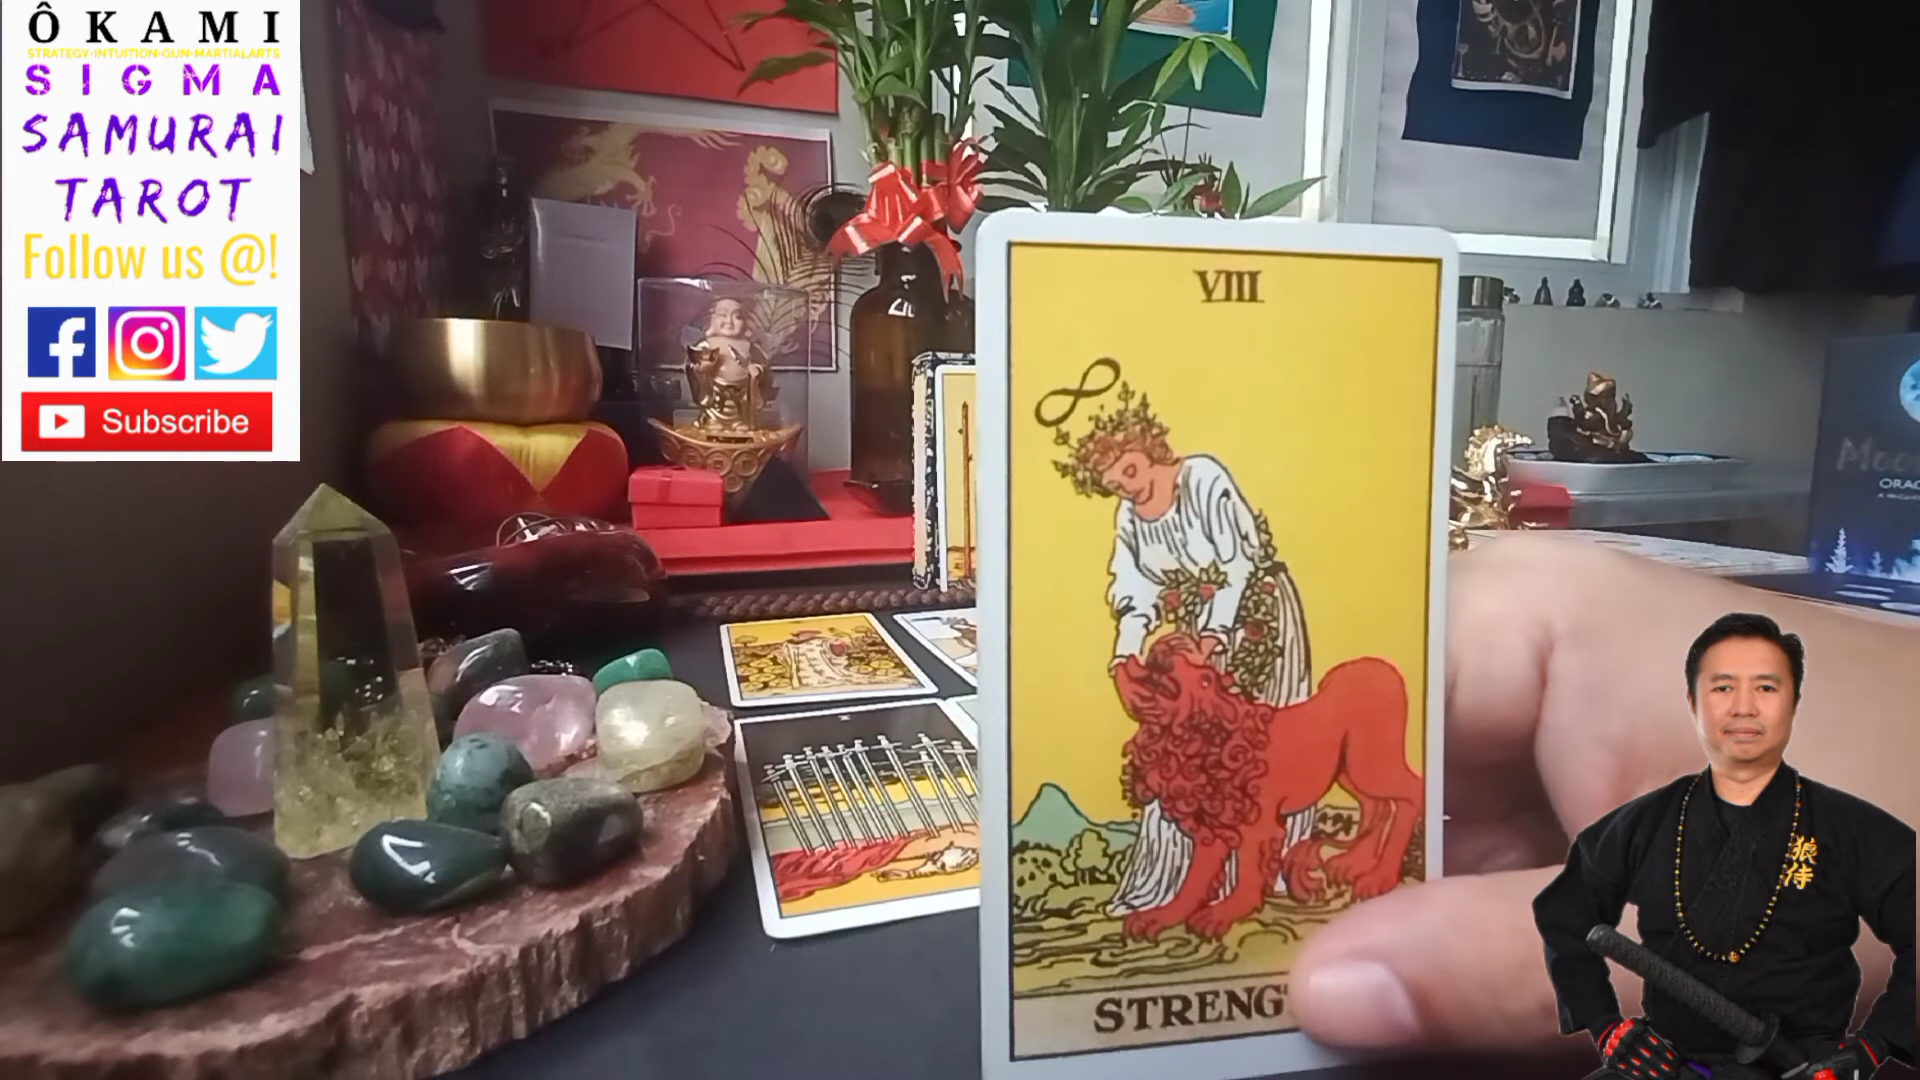 ÔKAMI
STRATEGY-INTUITION-GUN-MARTIALARTS
SIGMA
SAMURAI
TAROT
Follow us @!
Subscribe
VIII
STRENG
X
ORAC
狼
侍